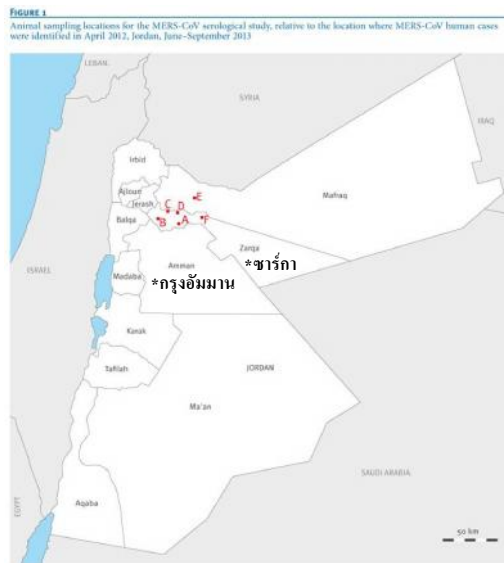 FIGURE 1
Animal sampling locations for the MERS-CoV serological study, relative to the location where MERS-CoV human cases
were identified in April 2012, Jordan, June–September 2013
LEBAN.
SYRIA
IRAQ
Irbid
Ajloun
Jerash
Mafraq
E
C
D
B
A
F
Balqa
Zarqa
*ซาร์กา
ISRAEL
Amman
Madaba
*กรุงอัมมาน
Karak
Tafilah
JORDAN
Ma'an
SAUDI ARABIA
EGYPT
Aqaba
50 km